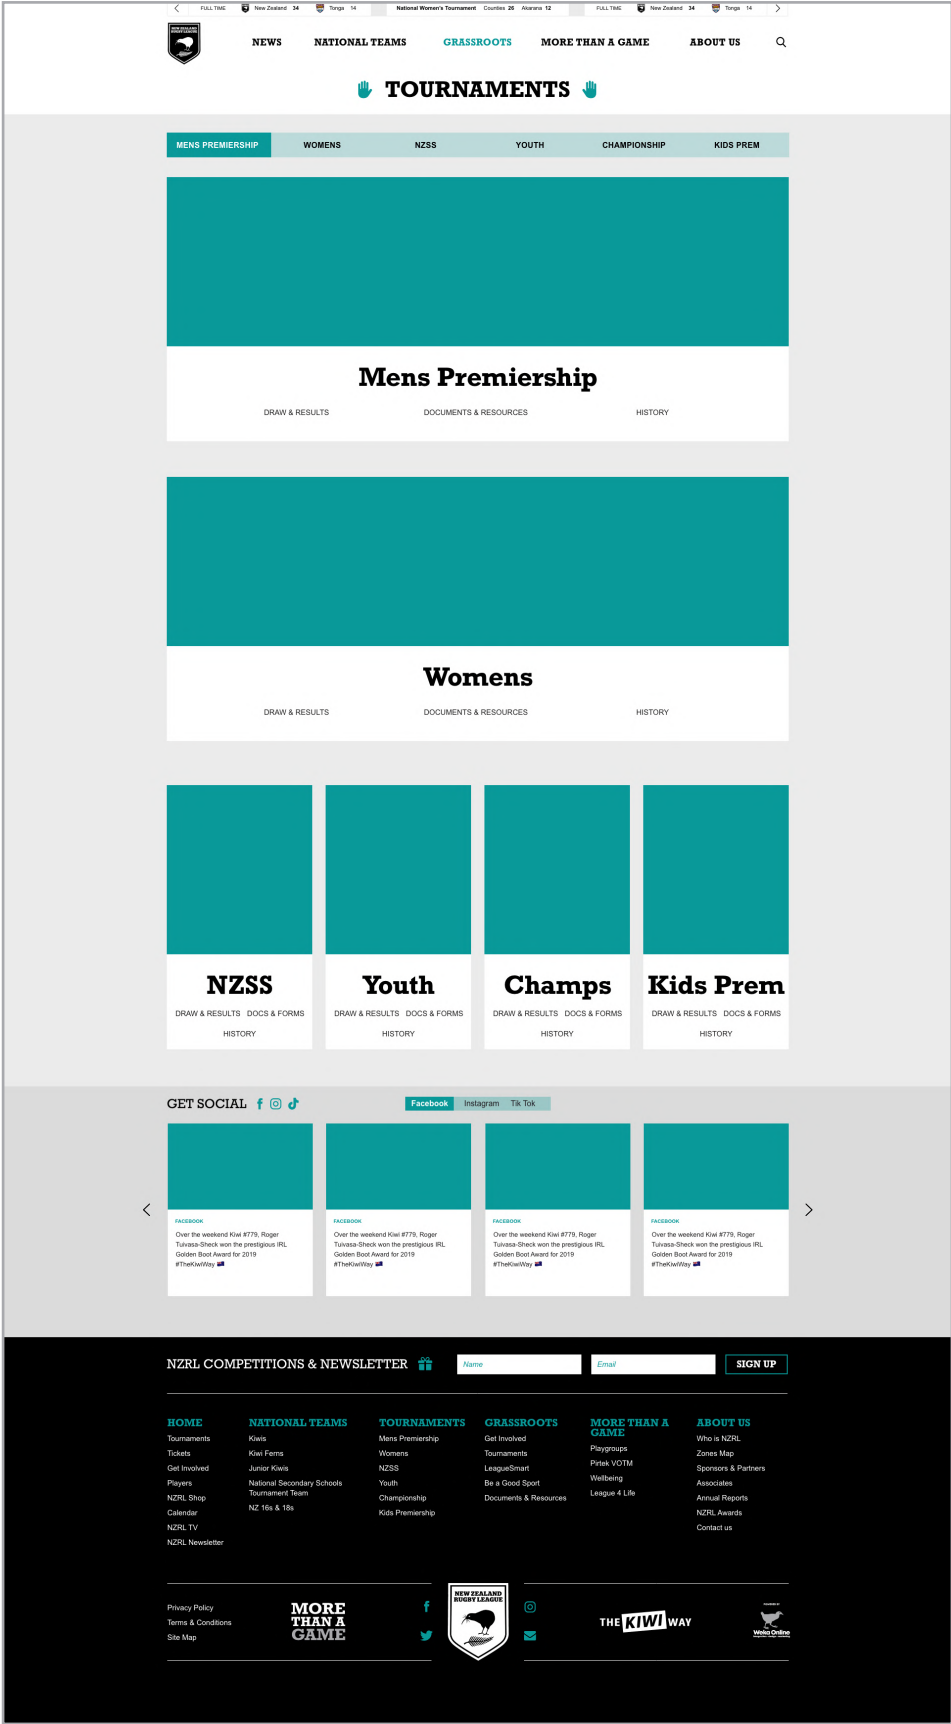 FULL TIME New Zealand 34 Tonga 14 National Women's Tournament Counties 26 Akarana 12 FULL TIME New Zealand 34 Tonga 14
NEW ZEALAND
RUGBY LEAGUE
NEWS NATIONAL TEAMS GRASSROOTS MORE THAN A GAME ABOUT US
TOURNAMENTS
MENS PREMIERSHIP WOMENS NZSS YOUTH CHAMPIONSHIP KIDS PREM
Mens Premiership
DRAW & RESULTS DOCUMENTS & RESOURCES HISTORY
Womens
DRAW & RESULTS DOCUMENTS & RESOURCES HISTORY
NZSS
DRAW & RESULTS DOCS & FORMS
HISTORY
Youth
DRAW & RESULTS DOCS & FORMS
HISTORY
Champs
DRAW & RESULTS DOCS & FORMS
HISTORY
Kids Prem
DRAW & RESULTS DOCS & FORMS
HISTORY
GET SOCIAL
Facebook Instagram Tik Tok
FACEBOOK
Over the weekend Kiwi #779, Roger
Tuivasa-Sheck won the prestigious IRL
Golden Boot Award for 2019
#TheKiwiWay
FACEBOOK
Over the weekend Kiwi #779, Roger
Tuivasa-Sheck won the prestigious IRL
Golden Boot Award for 2019
#TheKiwiWay
FACEBOOK
Over the weekend Kiwi #779, Roger
Tuivasa-Sheck won the prestigious IRL
Golden Boot Award for 2019
#TheKiwiWay
FACEBOOK
Over the weekend Kiwi #779, Roger
Tuivasa-Sheck won the prestigious IRL
Golden Boot Award for 2019
#TheKiwiWay
NZRL COMPETITIONS & NEWSLETTER Name Email SIGN UP
HOME
Tournaments
Tickets
Get Involved
Players
NZRL Shop
Calendar
NZRL TV
NZRL Newsletter
NATIONAL TEAMS
Kiwis
Kiwi Ferns
Junior Kiwis
National Secondary Schools
Tournament Team
NZ 16s & 18s
TOURNAMENTS
Mens Premiership
Womens
NZSS
Youth
Championship
Kids Premiership
GRASSROOTS
Get Involved
Tournaments
LeagueSmart
Be a Good Sport
Documents & Resources
MORE THAN A
GAME
Playgroups
Pirtek VOTM
Wellbeing
League 4 Life
ABOUT US
Who is NZRL
Zones Map
Sponsors & Partners
Associates
Annual Reports
NZRL Awards
Contact us
Privacy Policy
Terms & Conditions
Site Map
MORE
THAN A
GAME
NEW ZEALAND
RUGBY LEAGUE
THE KIWI WAY
POWERED BY
Weka Online